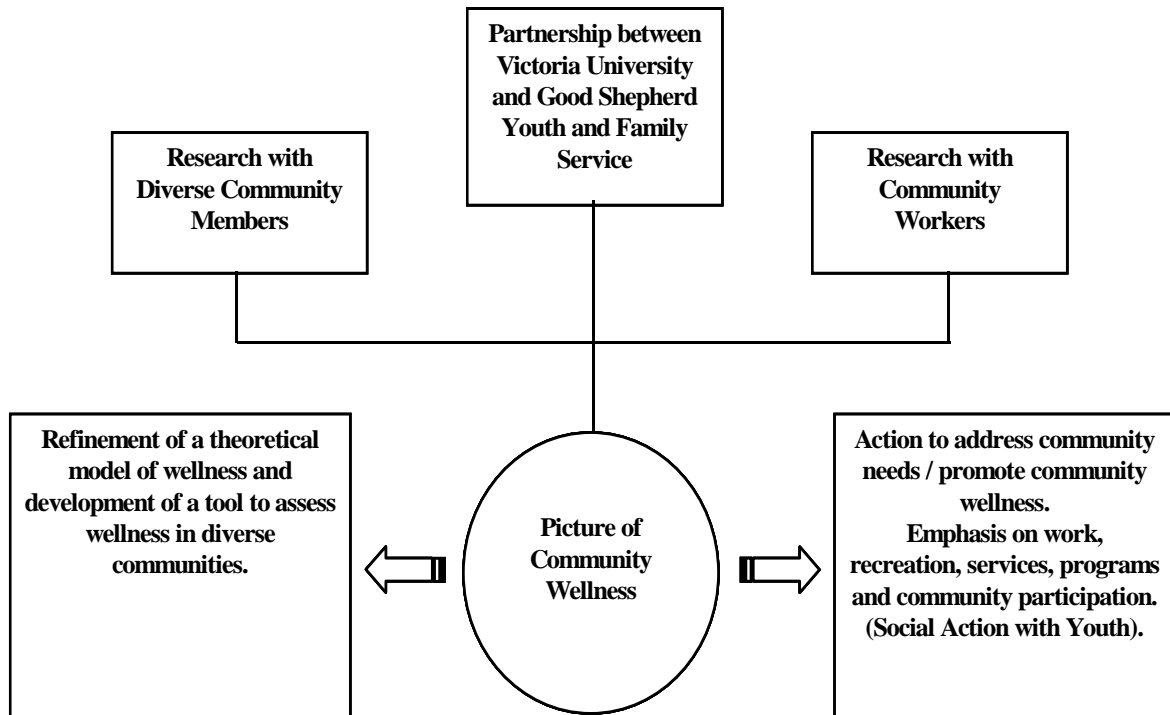 Partnership between
Victoria University
and Good Shepherd
Youth and Family
Service
Research with
Diverse Community
Members
Research with
Community
Workers
Refinement of a theoretical
model of wellness and
development of a tool to assess
wellness in diverse
communities.
Picture of
Community
Wellness
Action to address community
needs / promote community
wellness.
Emphasis on work,
recreation, services, programs
and community participation.
(Social Action with Youth).